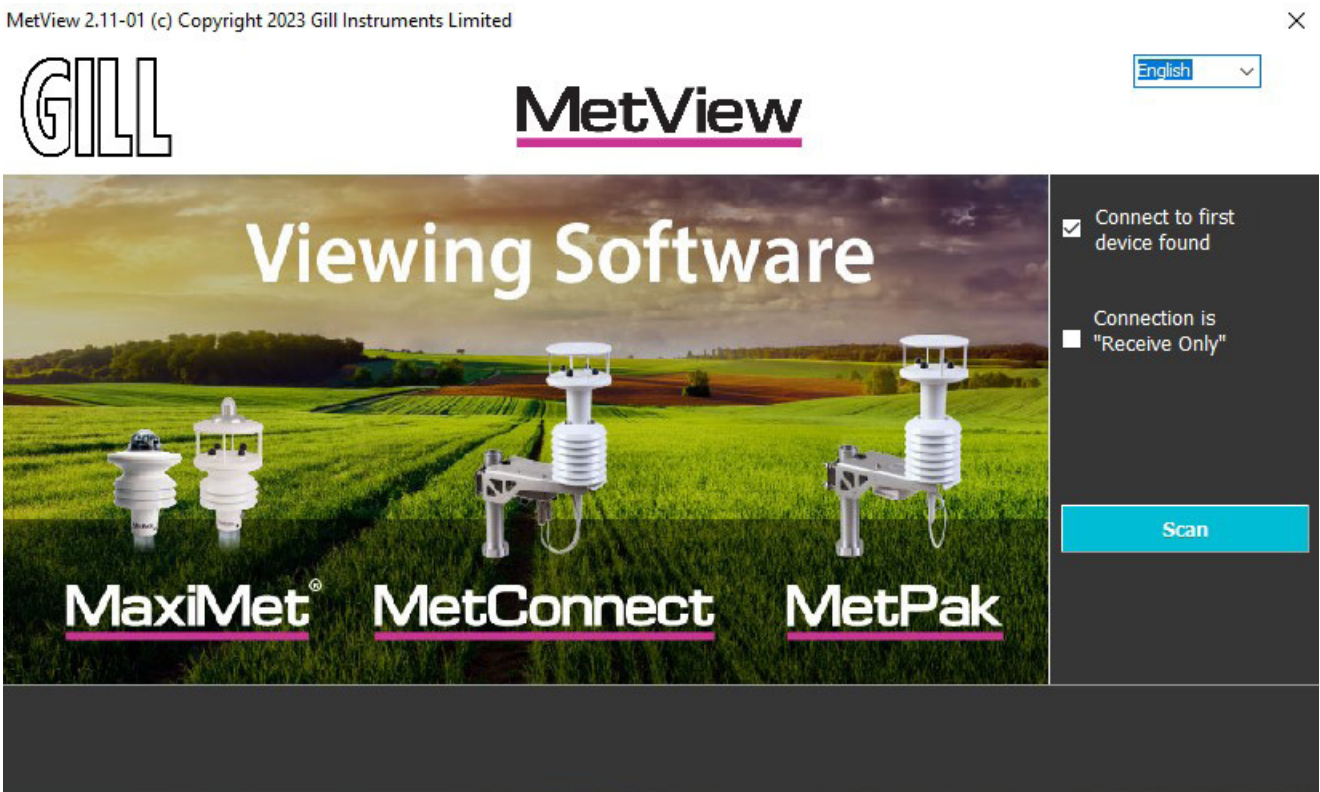 MetView 2.11-01 (c) Copyright 2023 Gill Instruments Limited
GILL
MetView
English
Viewing Software
Connect to first
device found
Connection is
"Receive Only"
Scan
MaxiMet®
MetConnect
MetPak